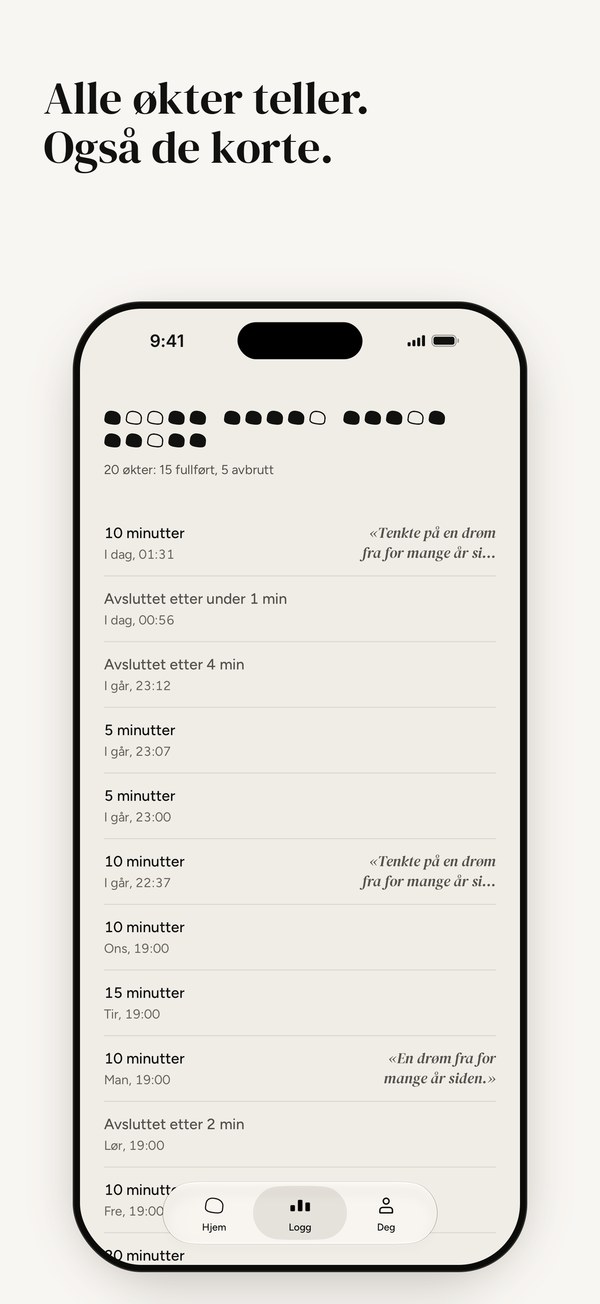 Alle økter teller.
Også de korte.
9:41
20 økter: 15 fullført, 5 avbrutt
10 minutter
«Tenkte på en drøm
I dag, 01:31
fra for mange år si...
Avsluttet etter under 1 min
I dag, 00:56
Avsluttet etter 4 min
I går, 23:12
5 minutter
I går, 23:07
5 minutter
I går, 23:00
10 minutter
«Tenkte på en drøm
I går, 22:37
fra for mange år si...
10 minutter
Ons, 19:00
15 minutter
Tir, 19:00
10 minutter
«En drøm fra for
Man, 19:00
mange år siden.»
Avsluttet etter 2 min
Lør, 19:00
10 minutte
Fre, 19:00
Hjem
Logg
Deg
minutter